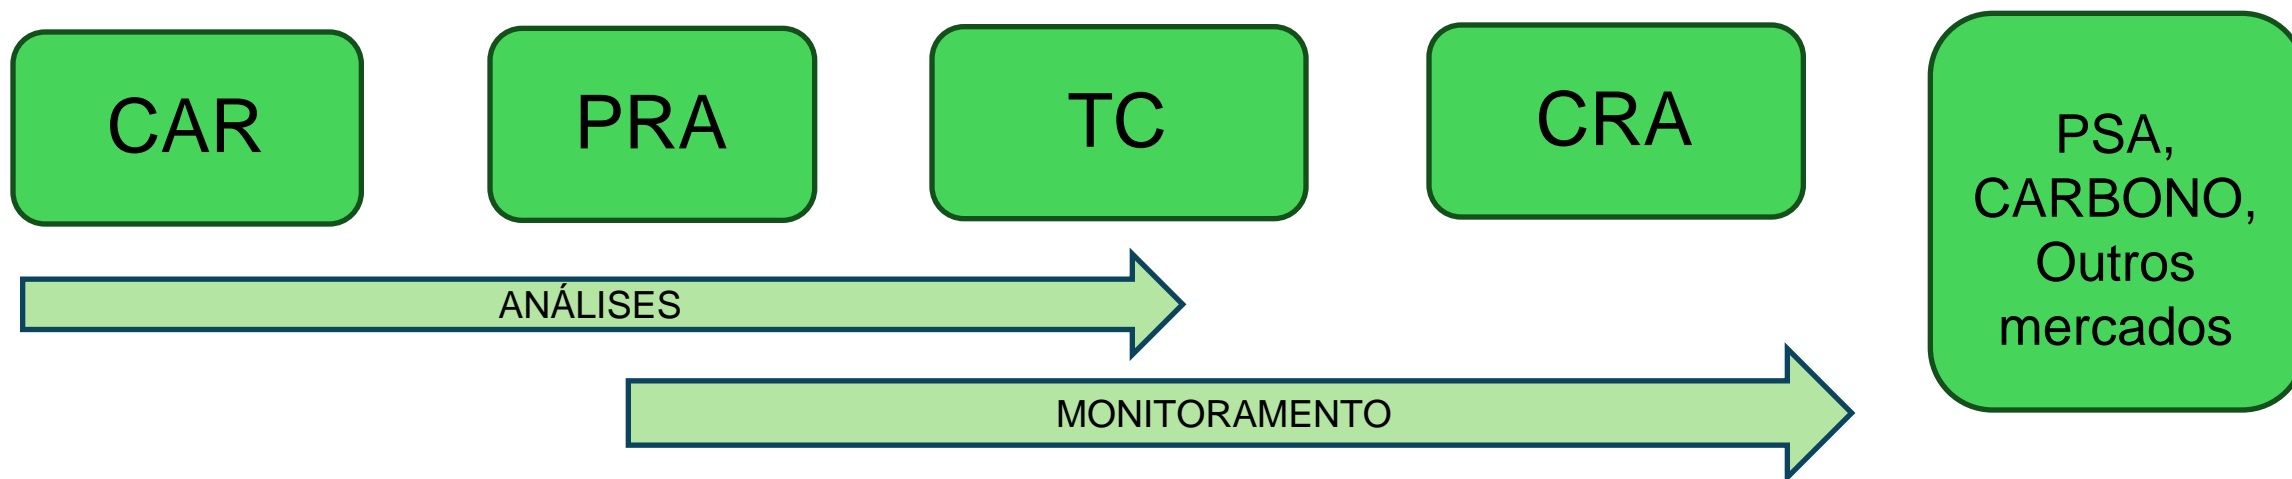 CAR
PRA
TC
CRA
PSA,
CARBONO,
Outros
mercados
ANÁLISES
MONITORAMENTO